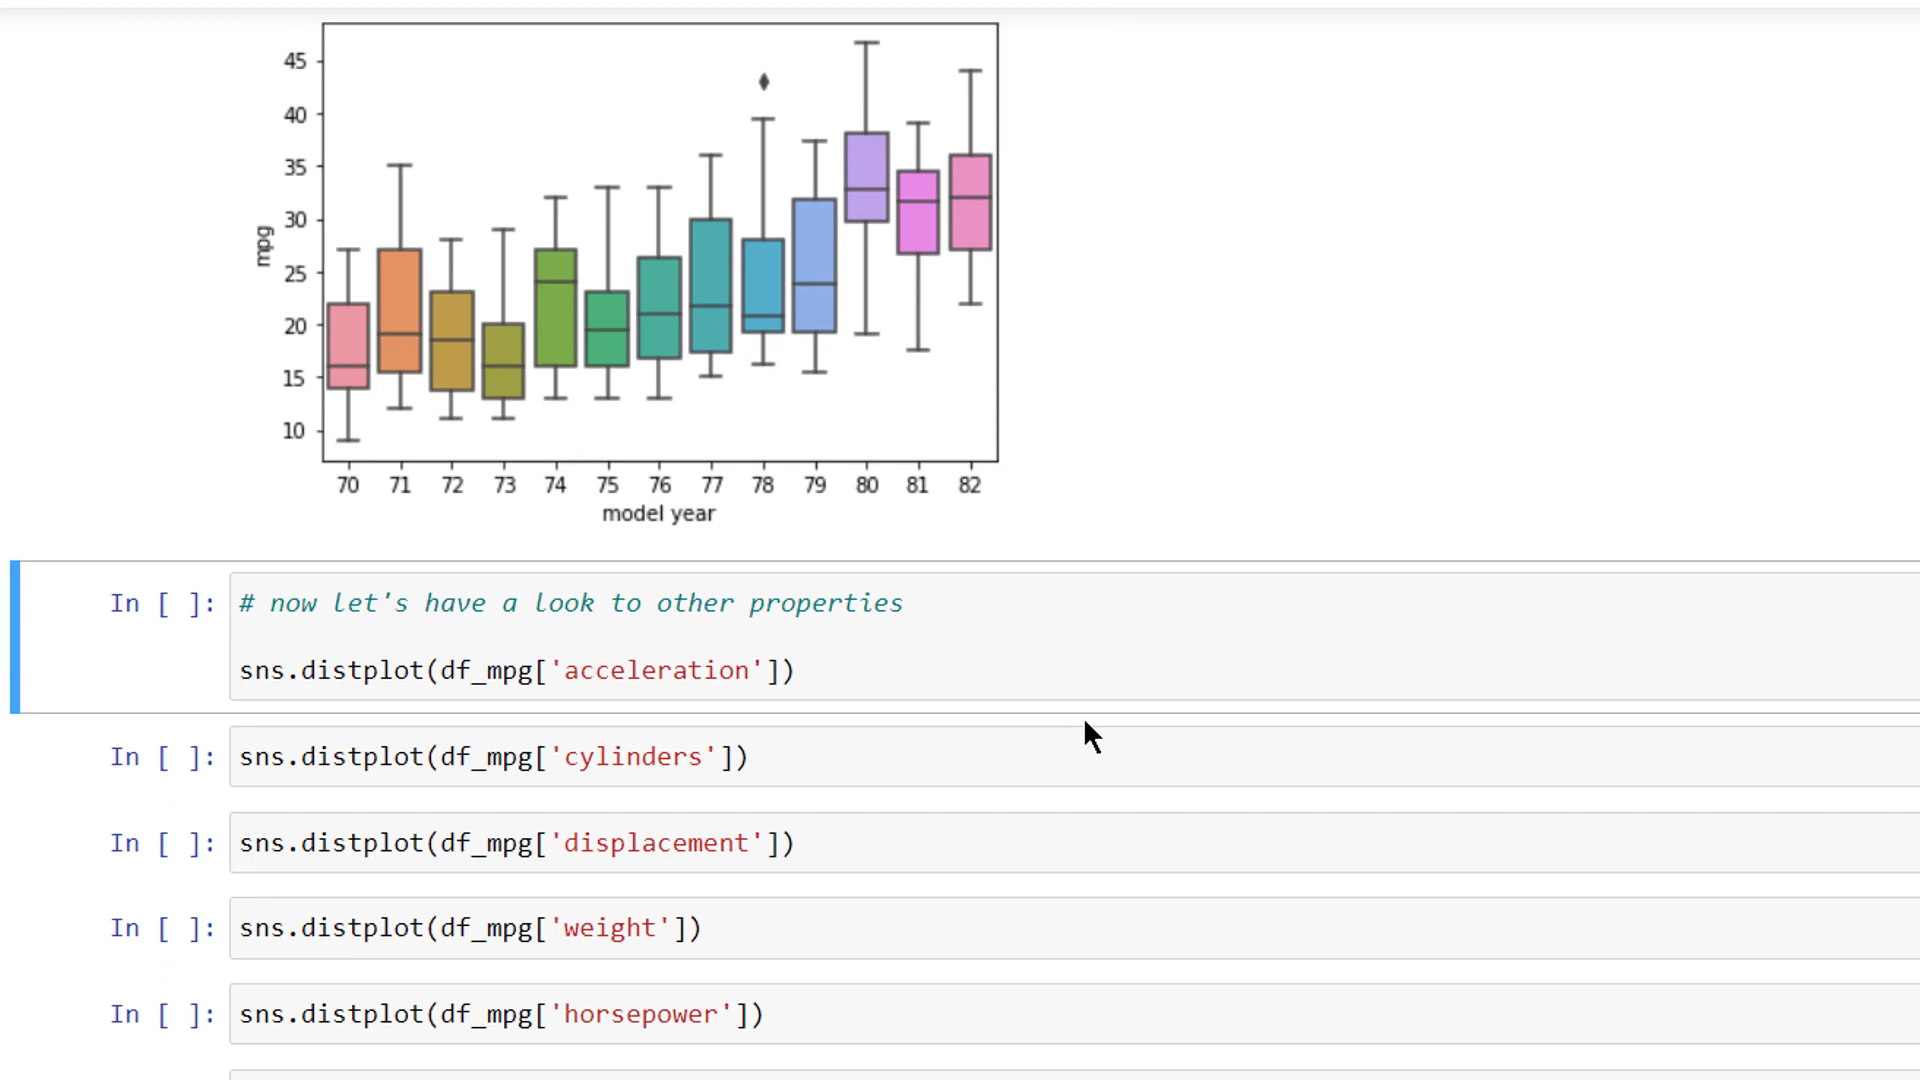 45
40
35
30
25
20
15
10
mpg
70 71 72 73 74 75 76 77 78 79 80 81 82
model year
In [ ]: # now let's have a look to other properties
sns.distplot(df_mpg['acceleration'])
In [ ]: sns.distplot(df_mpg['cylinders'])
In [ ]: sns.distplot(df_mpg['displacement'])
In [ ]: sns.distplot(df_mpg['weight'])
In [ ]: sns.distplot(df_mpg['horsepower'])